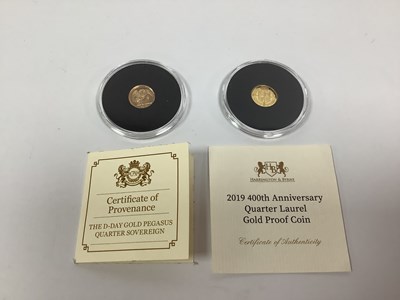 Certificate of
Provenance
THE D-DAY GOLD PEGASUS
QUARTER SOVEREIGN
HARRINGTON & BYRNE
2019 400th Anniversary
Quarter Laurel
Gold Proof Coin
Certificate of Authenticity